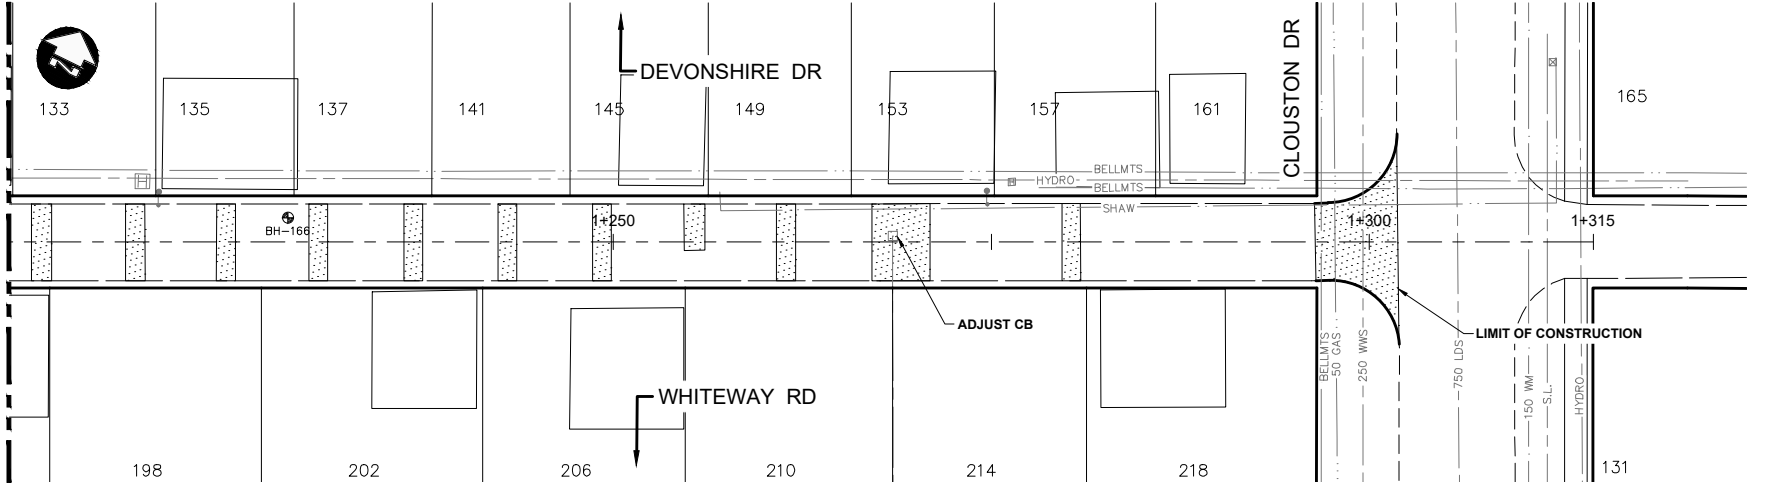 N
DEVONSHIRE DR
CLOUSTON DR
133
135
137
141
145
149
153
157
161
165
H
H
BELLMTS
HYDRO
BELLMTS
SHAW
BH-166
1+250
1+300
1+315
ADJUST CB
LIMIT OF CONSTRUCTION
BELLMTS
50 GAS
250 WWS
750 LDS
150 WM
S.L.
HYDRO
WHITEWAY RD
198
202
206
210
214
218
131